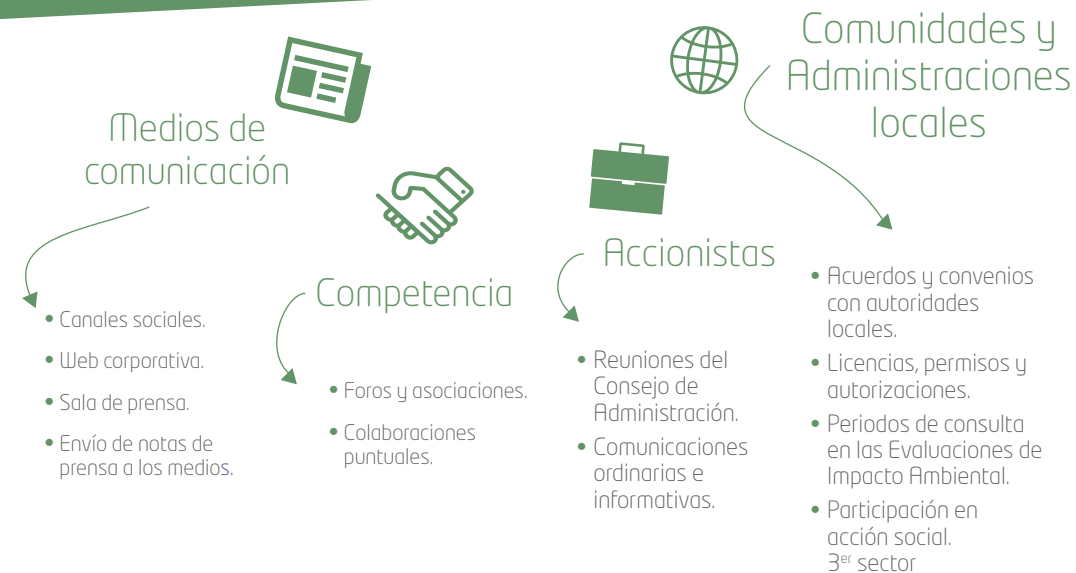 Medios de
comunicación
• Canales sociales.
• Web corporativa.
• Sala de prensa.
• Envío de notas de
prensa a los medios.
Competencia
• Foros y asociaciones.
• Colaboraciones
puntuales.
Accionistas
• Reuniones del
Consejo de
Administración.
• Comunicaciones
ordinarias e
informativas.
Comunidades y
Administraciones
locales
• Acuerdos y convenios
con autoridades
locales.
• Licencias, permisos y
autorizaciones.
• Periodos de consulta
en las Evaluaciones de
Impacto Ambiental.
• Participación en
acción social.
3er sector